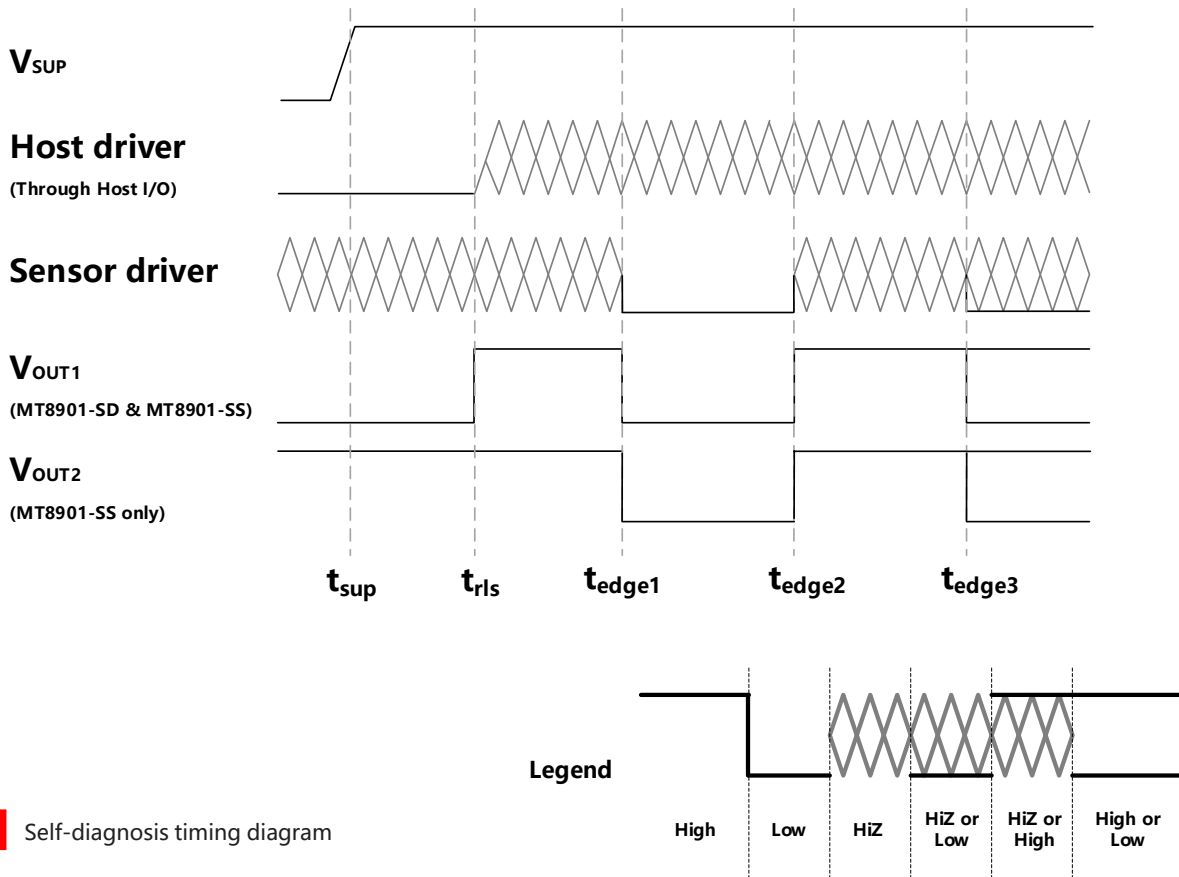 VSUP
Host driver
(Through Host I/O)
Sensor driver
VOUT1
(MT8901-SD & MT8901-SS)
VOUT2
(MT8901-SS only)
tsup trls tedge1 tedge2 tedge3
Legend
High Low HiZ HiZ or Low HiZ or High High or Low
Self-diagnosis timing diagram